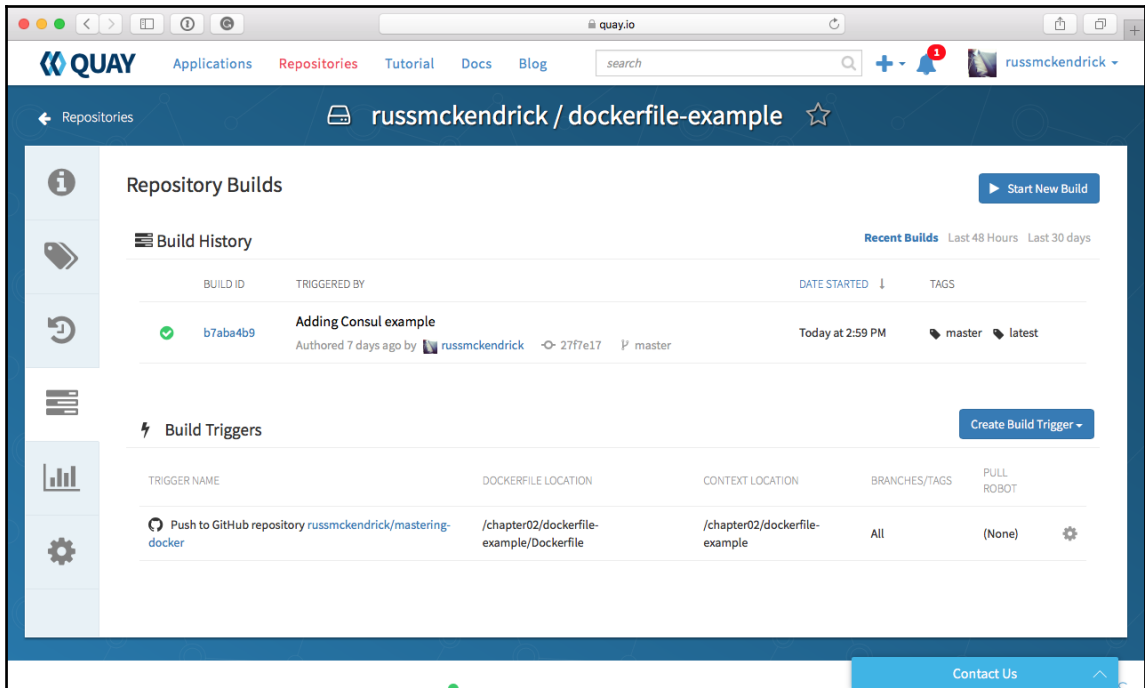 quay.io
QUAY Applications Repositories Tutorial Docs Blog search 1 russmckendrick
Repositories russmckendrick / dockerfile-example
Repository Builds Start New Build
Build History Recent Builds Last 48 Hours Last 30 days
BUILD ID TRIGGERED BY DATE STARTED TAGS
Adding Consul example
b7aba4b9 Today at 2:59 PM master latest
Authored 7 days ago by russmckendrick 27f7e17 master
Build Triggers Create Build Trigger
PULL
TRIGGER NAME DOCKERFILE LOCATION CONTEXT LOCATION BRANCHES/TAGS
ROBOT
Push to GitHub repository russmckendrick/mastering- /chapter02/dockerfile- /chapter02/dockerfile-
All (None)
docker example/Dockerfile example
Contact Us